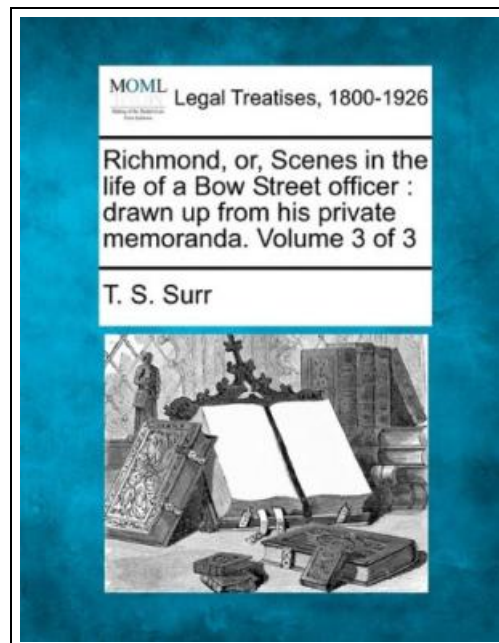 MOML
Legal Treatises, 1800-1926
Richmond, or, Scenes in the
life of a Bow Street officer :
drawn up from his private
memoranda. Volume 3 of 3
T. S. Surr